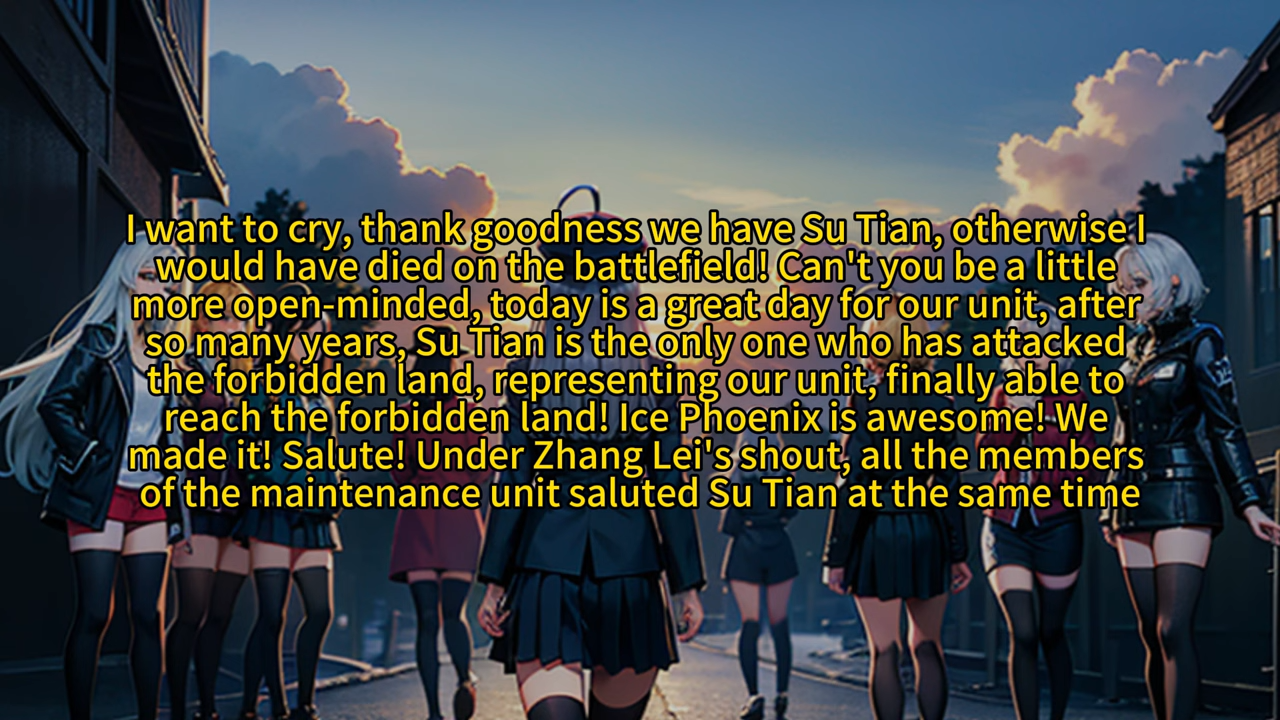 I want to cry, thank goodness we have Su Tian, otherwise I
would have died on the battlefield! Can't you be a little
more open-minded, today is a great day for our unit, after
so many years, Su Tian is the only one who has attacked
the forbidden land, representing our unit, finally able to
reach the forbidden land! Ice Phoenix is awesome! We
made it! Salute! Under Zhang Lei's shout, all the members
of the maintenance unit saluted Su Tian at the same time